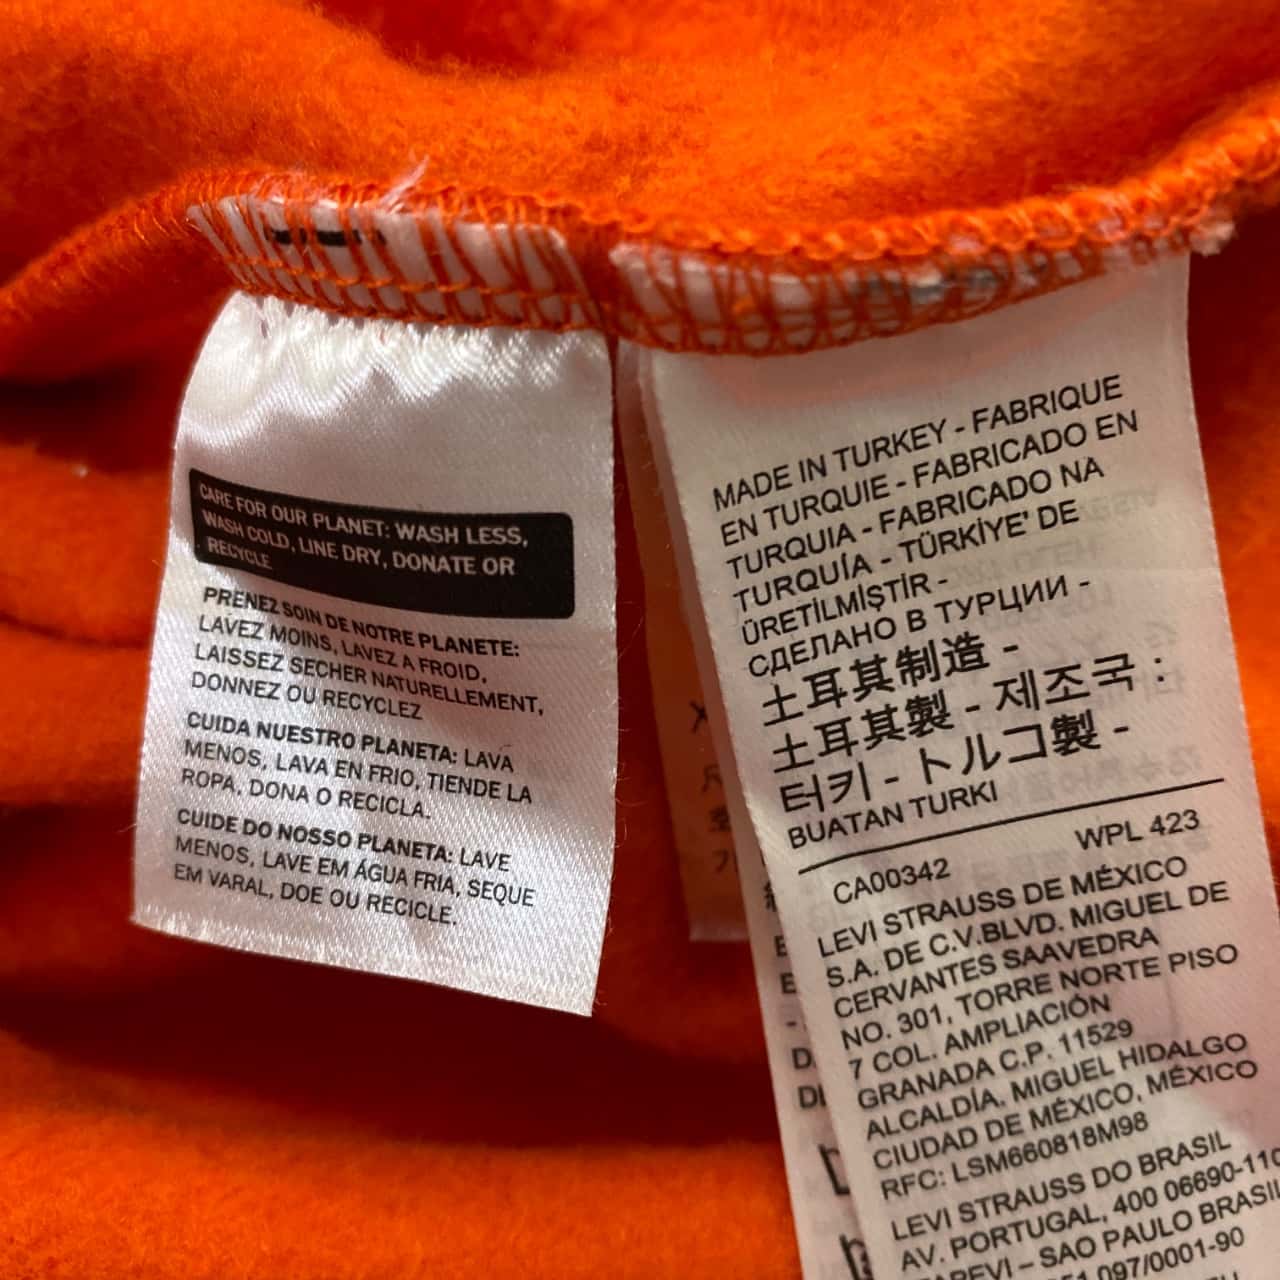 CARE FOR OUR PLANET: WASH LESS,
WASH COLD, LINE DRY, DONATE OR
RECYCLE
PRENEZ SOIN DE NOTRE PLANETE:
LAVEZ MOINS, LAVEZ A FROID,
LAISSEZ SECHER NATURELLEMENT,
DONNEZ OU RECYCLEZ
CUIDA NUESTRO PLANETA: LAVA
MENOS, LAVA EN FRIO, TIENDE LA
ROPA, DONA O RECICLA.
CUIDE DO NOSSO PLANETA: LAVE
MENOS, LAVE EM ÁGUA FRIA, SEQUE
EM VARAL, DOE OU RECICLE.
MADE IN TURKEY - FABRIQUE
EN TURQUIE - FABRICADO EN
TURQUIA - FABRICADO NA
TURQUÍA - TÜRKİYE' DE
ÜRETİLMİŞTİR -
СДЕЛАНО В ТУРЦИИ -
土耳其制造 -
土耳其製 - 제조국 :
터키 - トルコ製 -
BUATAN TURKI
CA00342 WPL 423
LEVI STRAUSS DE MÉXICO
S.A. DE C.V.BLVD. MIGUEL DE
CERVANTES SAAVEDRA
NO. 301, TORRE NORTE PISO
7 COL. AMPLIACIÓN
GRANADA C.P. 11529
ALCALDÍA. MIGUEL HIDALGO
CIUDAD DE MÉXICO, MÉXICO
RFC: LSM660818M98
LEVI STRAUSS DO BRASIL
AV. PORTUGAL, 400 06690-110
– SAO PAULO BRASIL
097/0001-90